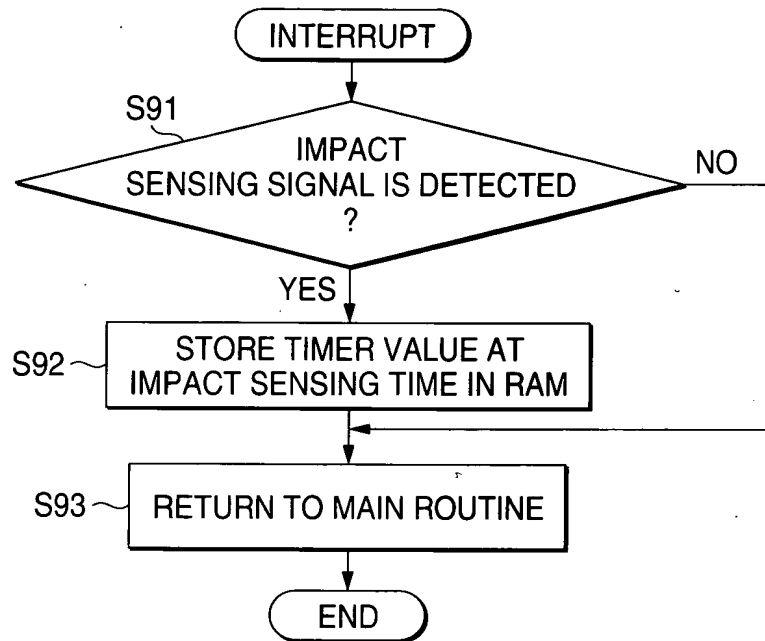 INTERRUPT
S91
IMPACT
SENSING SIGNAL IS DETECTED
?
NO
YES
S92
STORE TIMER VALUE AT
IMPACT SENSING TIME IN RAM
S93
RETURN TO MAIN ROUTINE
END